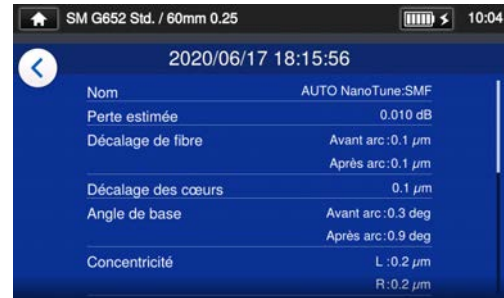 SM G652 Std. / 60mm 0.25 10:04
2020/06/17 18:15:56
Nom AUTO NanoTune:SMF
Perte estimée 0.010 dB
Décalage de fibre Avant arc:0.1 μm
Après arc:0.1 μm
Décalage des cœurs 0.1 μm
Angle de base Avant arc:0.3 deg
Après arc:0.9 deg
Concentricité L :0.2 μm
R:0.2 μm